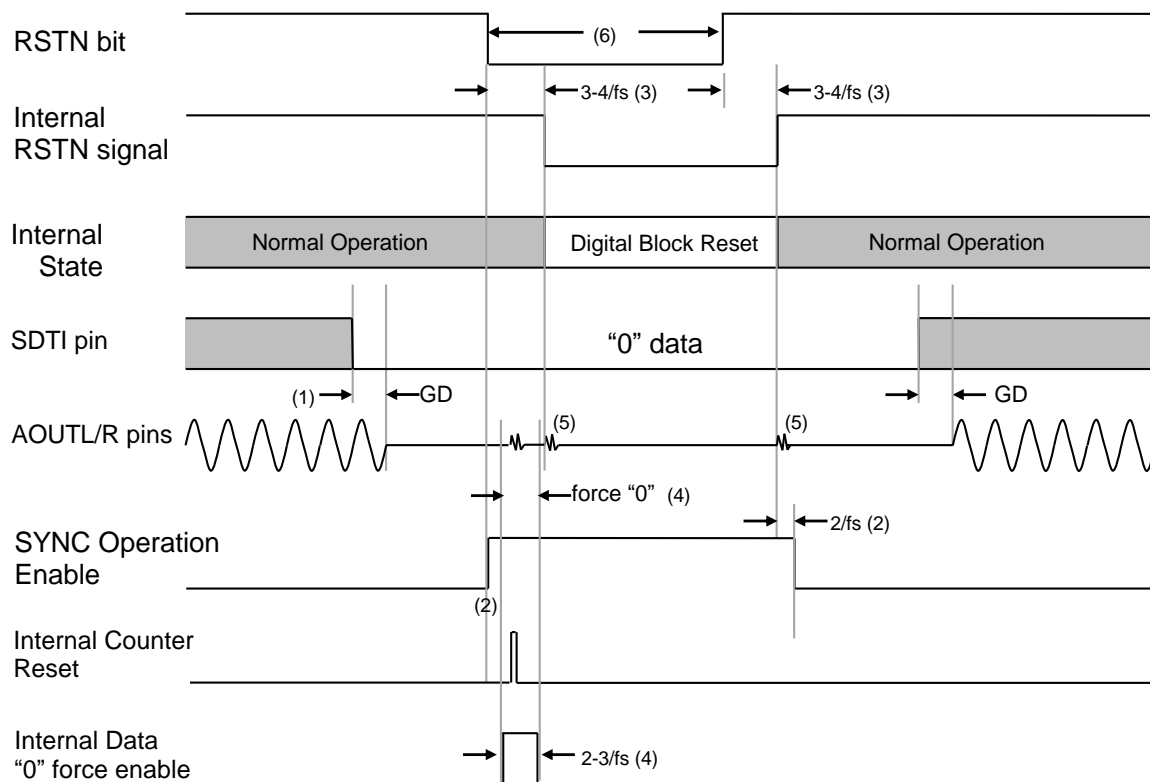 RSTN bit
(6)
3-4/fs (3)
3-4/fs (3)
Internal
RSTN signal
Internal
State
Normal Operation
Digital Block Reset
Normal Operation
SDTI pin
“0” data
(1)
GD
GD
AOUTL/R pins
(5)
(5)
force “0” (4)
2/fs (2)
SYNC Operation
Enable
(2)
Internal Counter
Reset
Internal Data
“0” force enable
2-3/fs (4)